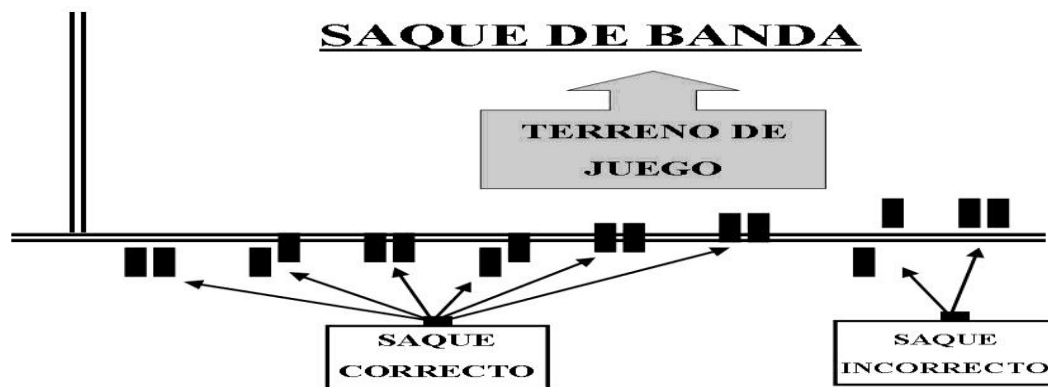 SAQUE DE BANDA
TERRENO DE
JUEGO
SAQUE
CORRECTO
SAQUE
INCORRECTO